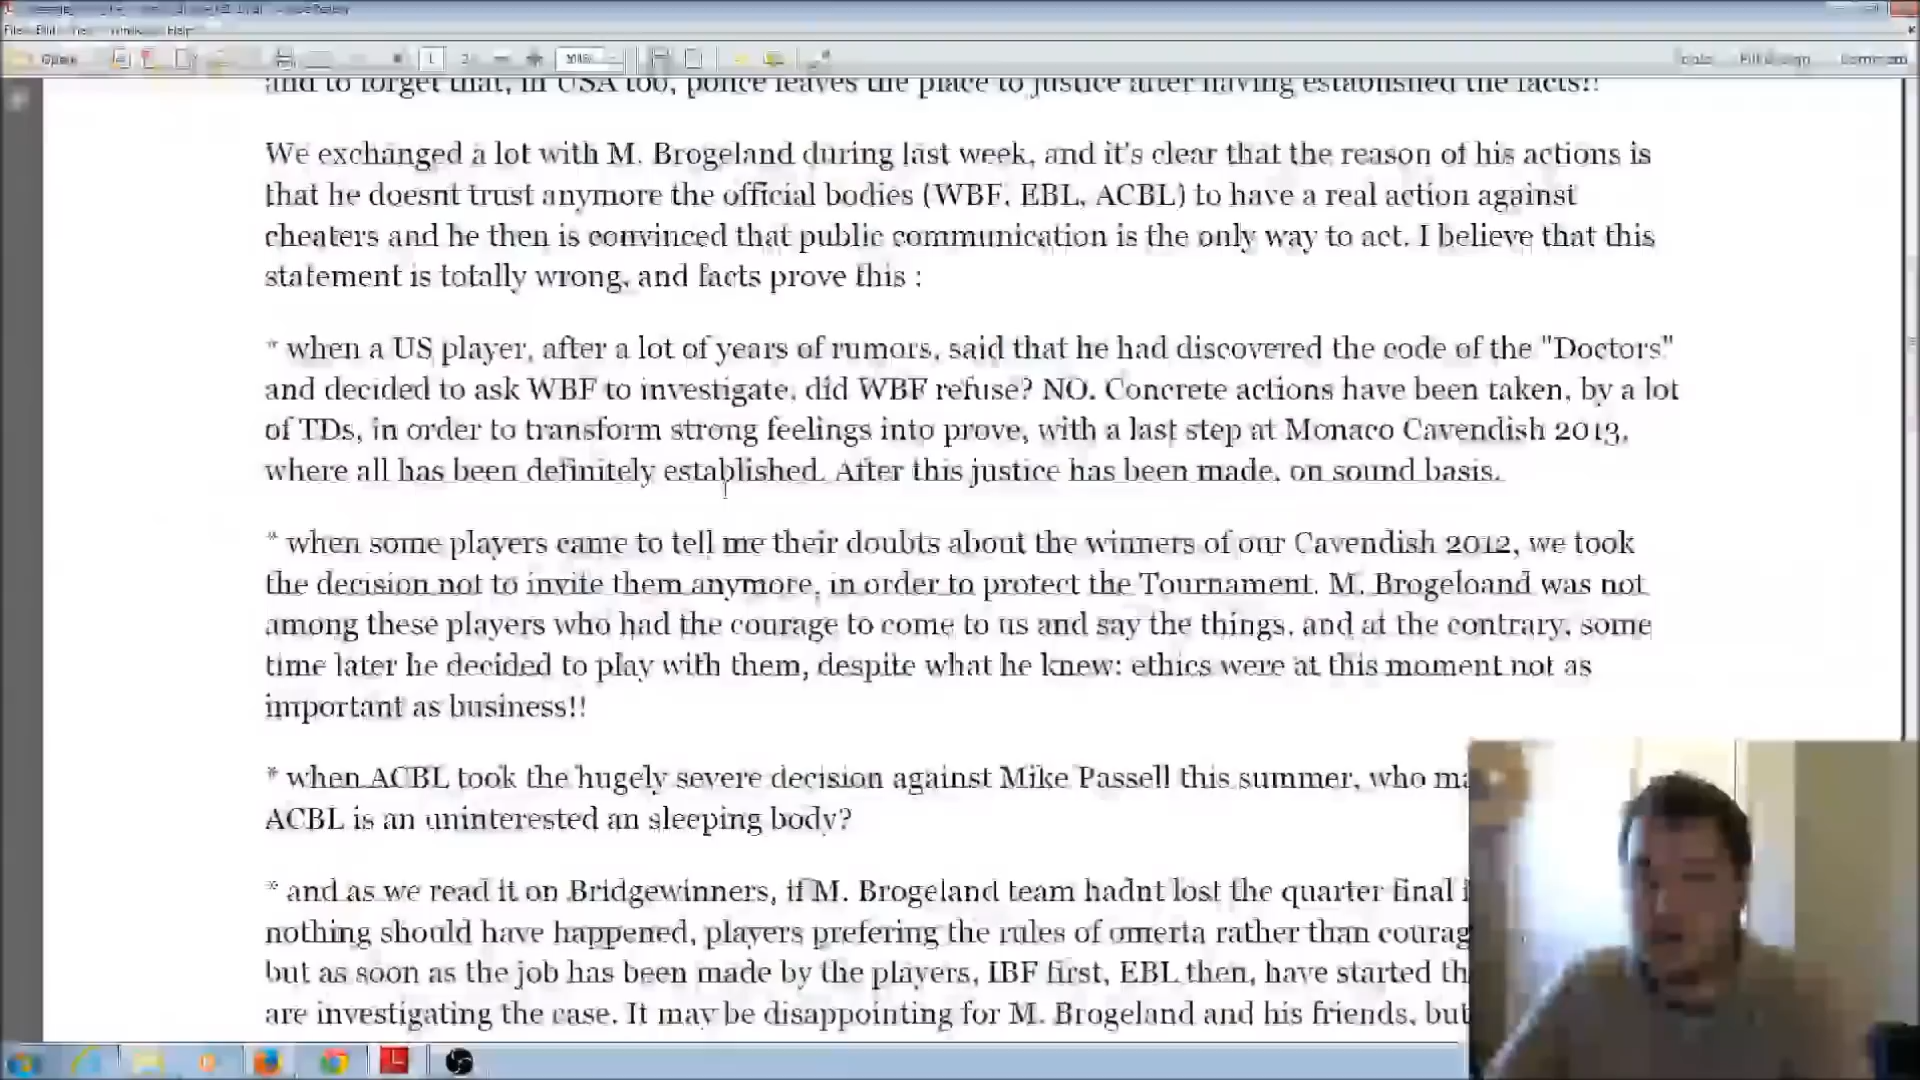 File Edit Help
Open 1
Tools Fill & Sign Comment
and to forget that, in USA too, police leaves the place to justice after having established the facts!!
We exchanged a lot with M. Brogeland during last week, and it's clear that the reason of his actions is
that he doesnt trust anymore the official bodies (WBF, EBL, ACBL) to have a real action against
cheaters and he then is convinced that public communication is the only way to act. I believe that this
statement is totally wrong, and facts prove this :
* when a US player, after a lot of years of rumors, said that he had discovered the code of the "Doctors"
and decided to ask WBF to investigate, did WBF refuse? NO. Concrete actions have been taken, by a lot
of TDs, in order to transform strong feelings into prove, with a last step at Monaco Cavendish 2013,
where all has been definitely established. After this justice has been made, on sound basis.
* when some players came to tell me their doubts about the winners of our Cavendish 2012, we took
the decision not to invite them anymore, in order to protect the Tournament. M. Brogeloand was not
among these players who had the courage to come to us and say the things, and at the contrary, some
time later he decided to play with them, despite what he knew: ethics were at this moment not as
important as business!!
* when ACBL took the hugely severe decision against Mike Passell this summer, who
ACBL is an uninterested an sleeping body?
* and as we read it on Bridgewinners, if M. Brogeland team hadnt lost the quarter final
nothing should have happened, players prefering the rules of omerta rather than
but as soon as the job has been made by the players, IBF first, EBL then, have started
are investigating the case. It may be disappointing for M. Brogeland and his friends, but